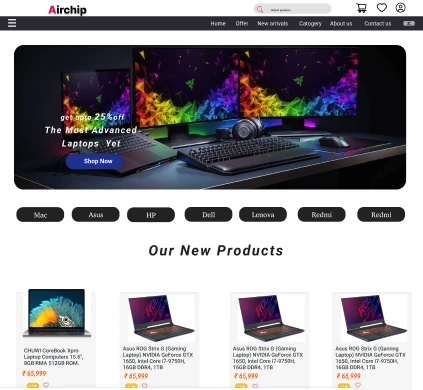 Airchip
Search products
Home Offer New arrivals Catogery About us Contact us
get upto 25% off
The Most Advanced
Laptops Yet
Shop Now
Mac Asus HP Dell Lenova Redmi Redmi
Our New Products
CHUWI CoreBook Xpro
Laptop Computers 15.6",
8GB RMA 512GB ROM.
₹ 65,999
Asus ROG Strix G (Gaming
Laptop) NVIDIA GeForce GTX
1650, Intel Core i7-9750H,
16GB DDR4, 1TB
₹ 65,999
Asus ROG Strix G (Gaming
Laptop) NVIDIA GeForce GTX
1650, Intel Core i7-9750H,
16GB DDR4, 1TB
₹ 65,999
Asus ROG Strix G (Gaming
Laptop) NVIDIA GeForce GTX
1650, Intel Core i7-9750H,
16GB DDR4, 1TB
₹ 65,999